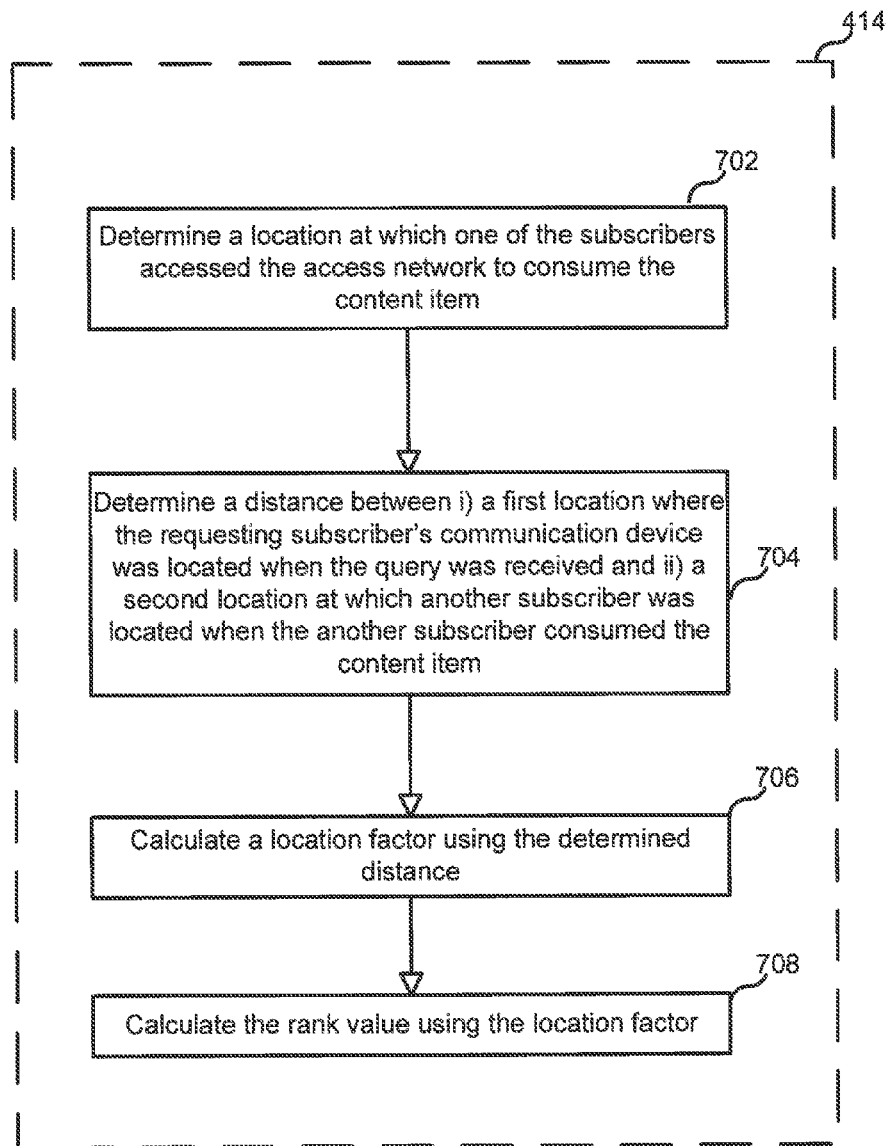 414
702
Determine a location at which one of the subscribers
accessed the access network to consume the
content item
Determine a distance between i) a first location where
the requesting subscriber's communication device
was located when the query was received and ii) a
second location at which another subscriber was
located when the another subscriber consumed the
content item
704
706
Calculate a location factor using the determined
distance
708
Calculate the rank value using the location factor